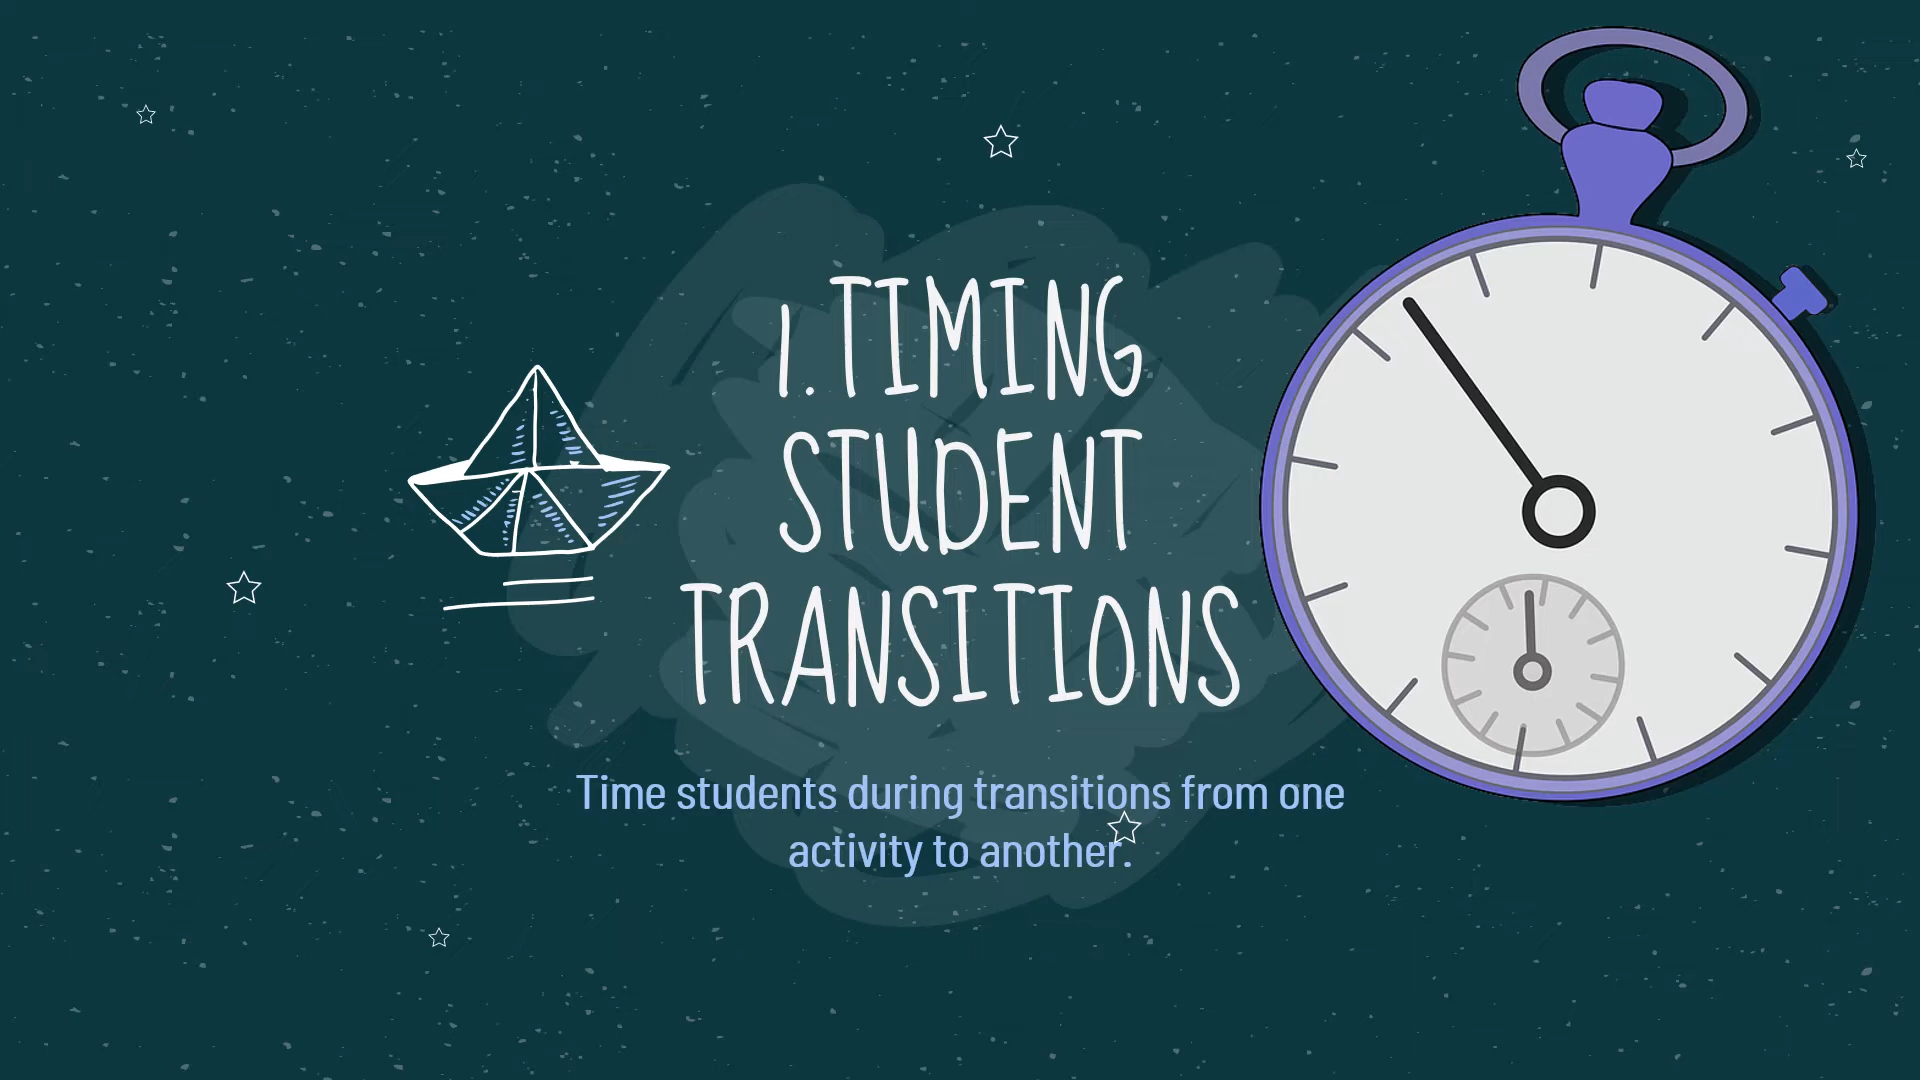 1. TIMING
STUDENT
TRANSITIONS
Time students during transitions from one
activity to another.